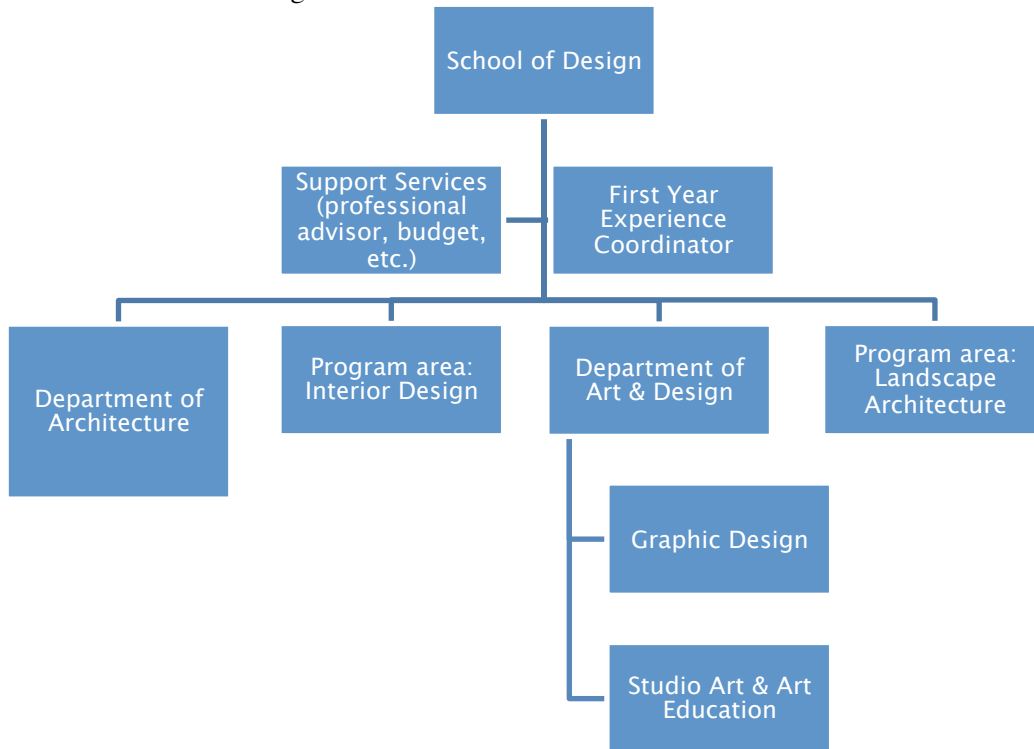 School of Design
Support Services
(professional
advisor, budget,
etc.)
First Year
Experience
Coordinator
Department of
Architecture
Program area:
Interior Design
Department of
Art & Design
Program area:
Landscape
Architecture
Graphic Design
Studio Art & Art
Education